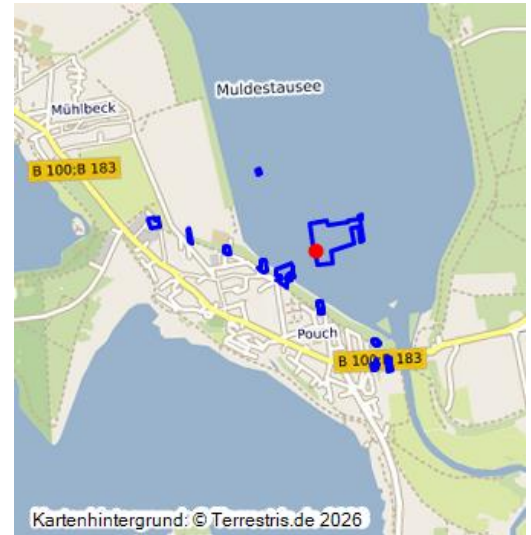 Muldestausee
Mühlbeck
B 100;B 183
Pouch
B 100;B 183
Kartenhintergrund: © Terrestris.de 2026